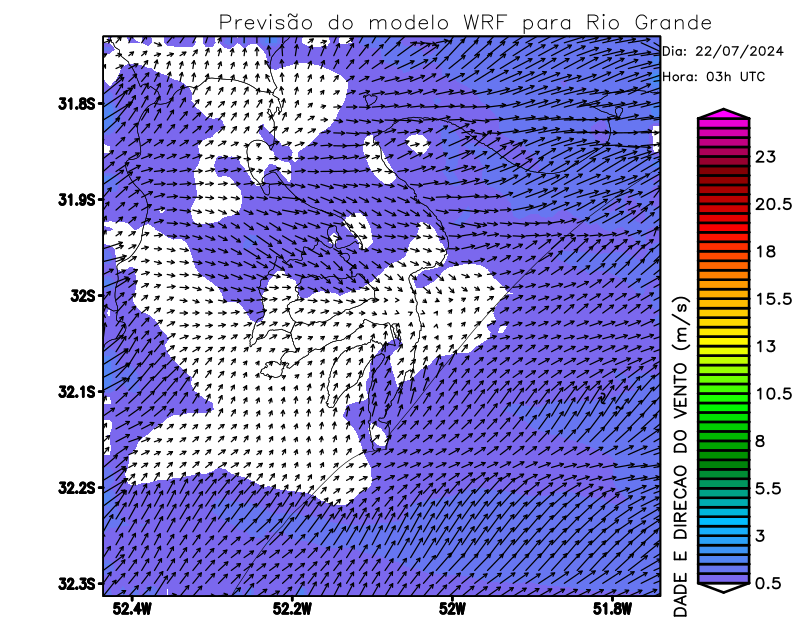 Previsão do modelo WRF para Rio Grande
Dia: 22/07/2024
Hora: 03h UTC
31.8S
31.9S
32S
32.1S
32.2S
32.3S
52.4W
52.2W
52W
51.8W
23
20.5
18
15.5
13
10.5
8
5.5
3
0.5
DADE E DIRECAO DO VENTO (m/s)